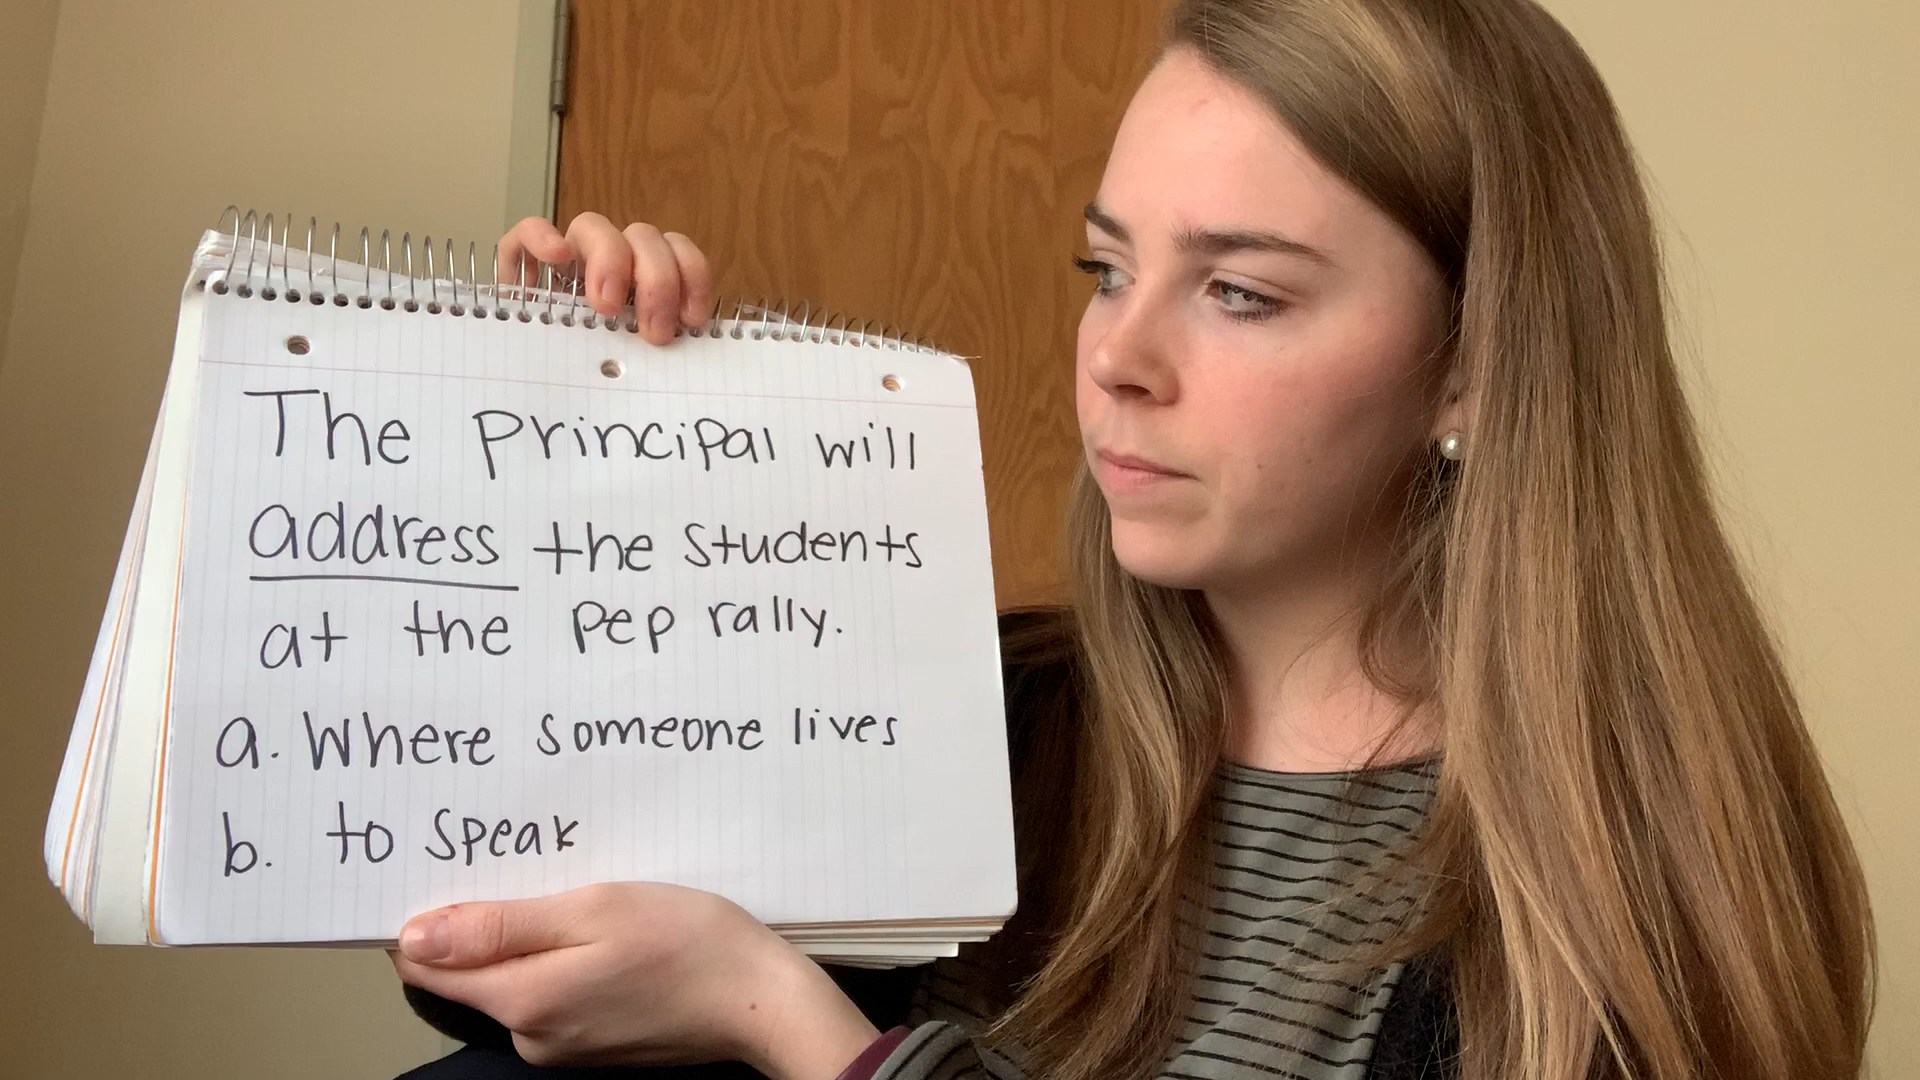 The principal will
address the students
at the pep rally.
a. Where someone lives
b. to speak